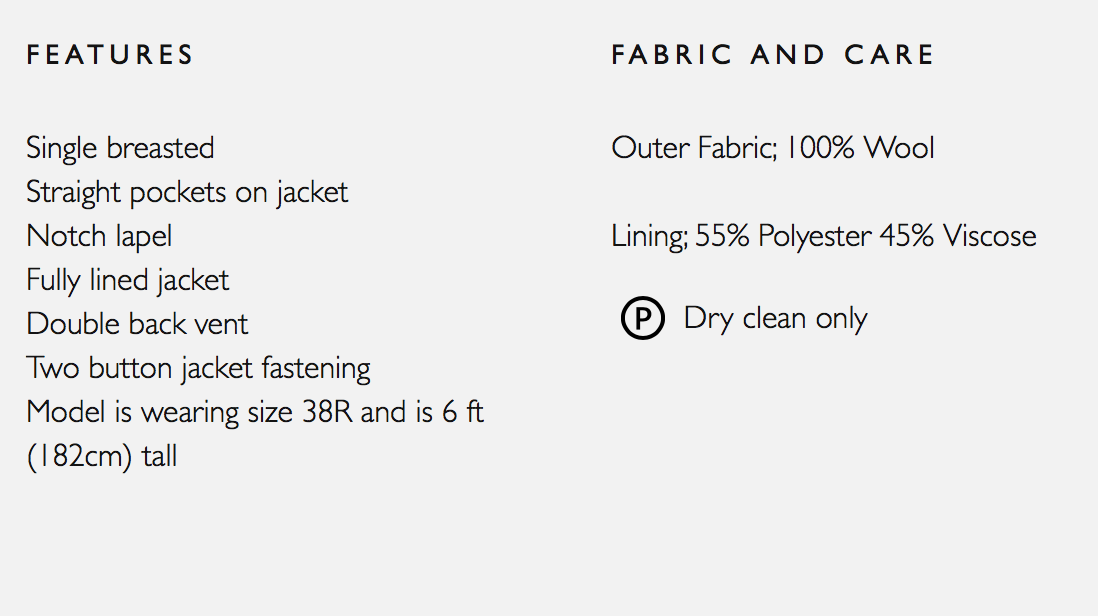 FEATURES
Single breasted
Straight pockets on jacket
Notch lapel
Fully lined jacket
Double back vent
Two button jacket fastening
Model is wearing size 38R and is 6 ft
(182cm) tall
FABRIC AND CARE
Outer Fabric; 100% Wool
Lining; 55% Polyester 45% Viscose
P Dry clean only